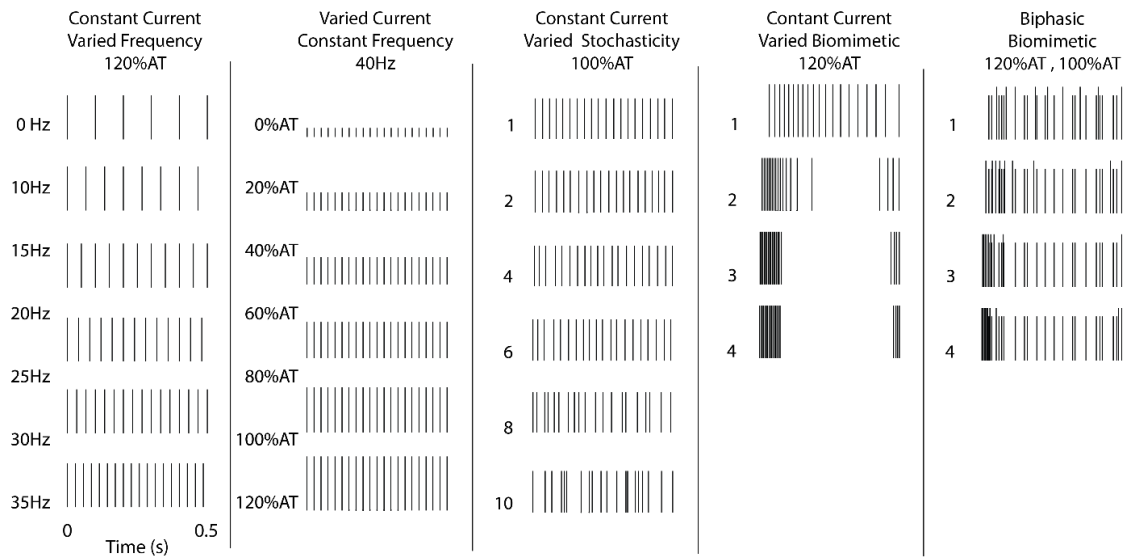 Constant Current
Varied Frequency
120%AT
0 Hz
10Hz
15Hz
20Hz
25Hz
30Hz
35Hz
0 0.5
Time (s)
Varied Current
Constant Frequency
40Hz
0%AT
20%AT
40%AT
60%AT
80%AT
100%AT
120%AT
Constant Current
Varied Stochasticity
100%AT
1
2
4
6
8
10
Contant Current
Varied Biomimetic
120%AT
1
2
3
4
Biphasic
Biomimetic
120%AT , 100%AT
1
2
3
4